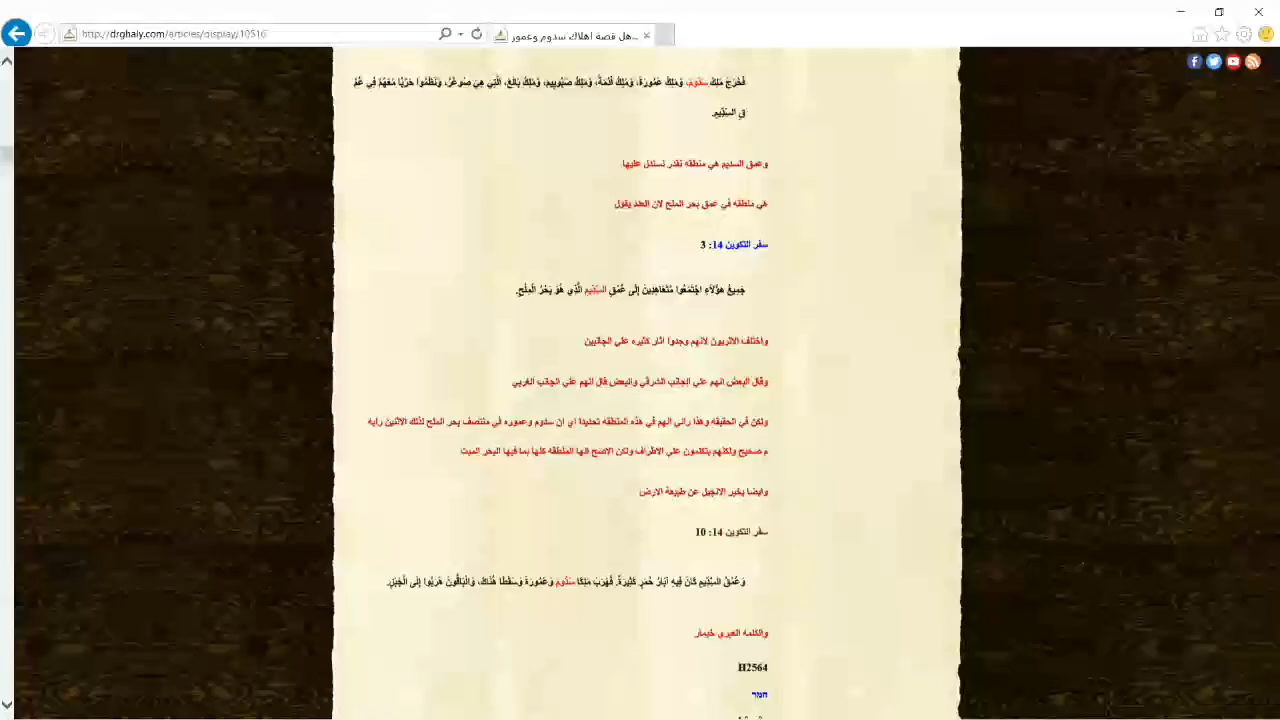 http://drghaly.com/articles/display/10516
هل قصة اهلاك سدوم وعمور...
فَخَرَجَ مَلِكُ سَدُومَ، وَمَلِكُ عَمُورَةَ، وَمَلِكُ أَدْمَةَ، وَمَلِكُ صَبُويِيمَ، وَمَلِكُ بَالَعَ، الَّتِي هِيَ صُوغَرُ، وَنَظَمُوا حَرْبًا مَعَهُمْ فِي عُمْ
قِ السِّدِّيمِ.
وعمق السديم هي منطقه نقدر نستدل عليها
هي منطقه في عمق بحر الملح لان العدد يقول
سفر التكوين 14: 3
جَمِيعُ هؤُلاَءِ اجْتَمَعُوا مُتَعَاهِدِينَ إِلَى عُمْقِ السِّدِّيمِ الَّذِي هُوَ بَحْرُ الْمِلْحِ.
واختلف الاثريون لانهم وجدوا اثار كثيره علي الجانبين
وقال البعض انهم علي الجانب الشرقي والبعض قال انهم علي الجانب الغربي
ولكن في الحقيقه وهذا رائي انهم في هذه المنطقه تحديدا اي ان سدوم وعموره في منتصف بحر الملح لذلك الاثنين رايه
م صحيح ولكنهم يتكلمون علي الاطراف ولكن الاصح انها المنطقه كلها بما فيها البحر الميت
وايضا يخبر الانجيل عن طبيعة الارض
سفر التكوين 14: 10
وَعُمْقُ السِّدِّيمِ كَانَ فِيهِ آبَارُ حُمَرٍ كَثِيرَةٌ. فَهَرَبَ مَلِكَا سَدُومَ وَعَمُورَةَ وَسَقَطَا هُنَاكَ، وَالْبَاقُونَ هَرَبُوا إِلَى الْجَبَلِ.
والكلمه العبري خيمار
H2564
חמר